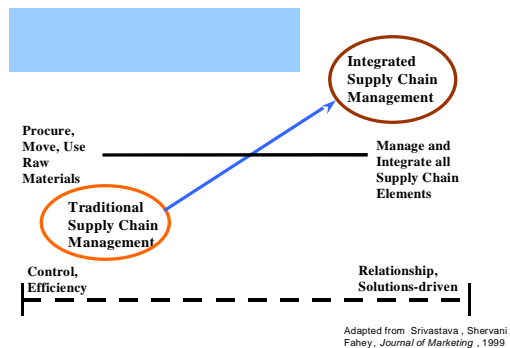 Integrated
Supply Chain
Management
Procure,
Move, Use
Raw
Materials
Manage and
Integrate all
Supply Chain
Elements
Traditional
Supply Chain
Management
Control,
Efficiency
Relationship,
Solutions-driven
Adapted from Srivastava , Shervani
Fahey, Journal of Marketing , 1999